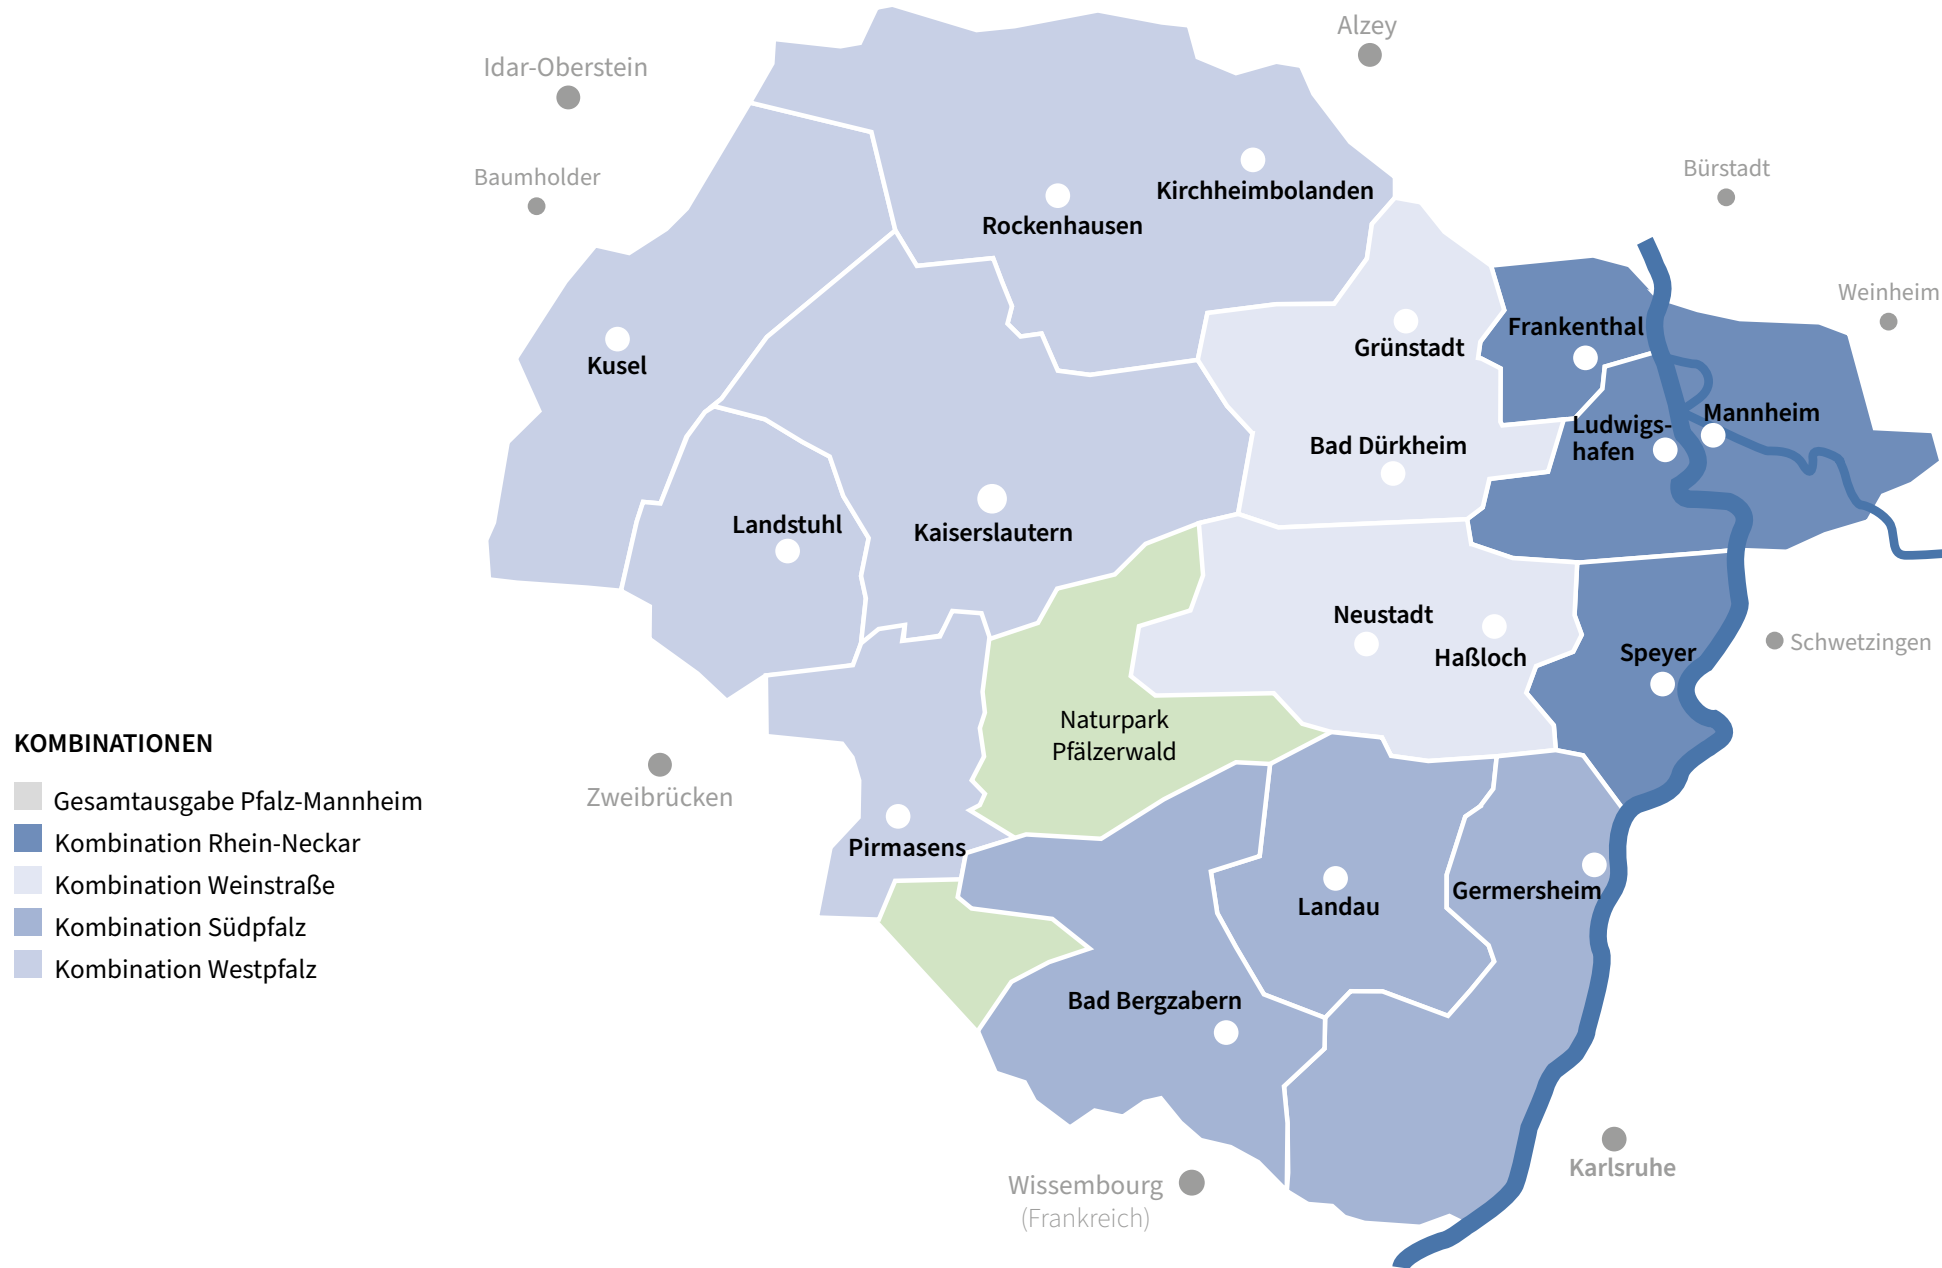 Alzey
Idar-Oberstein
Baumholder
Bürstadt
Kirchheimbolanden
Rockenhausen
Weinheim
Frankenthal
Grünstadt
Kusel
Mannheim
Ludwigs-
hafen
Bad Dürkheim
Landstuhl
Kaiserslautern
Neustadt
Haßloch
Speyer
Schwetzingen
Naturpark
Pfälzerwald
Zweibrücken
Pirmasens
Landau
Germersheim
Bad Bergzabern
Karlsruhe
Wissembourg
(Frankreich)
KOMBINATIONEN
Gesamtausgabe Pfalz-Mannheim
Kombination Rhein-Neckar
Kombination Weinstraße
Kombination Südpfalz
Kombination Westpfalz